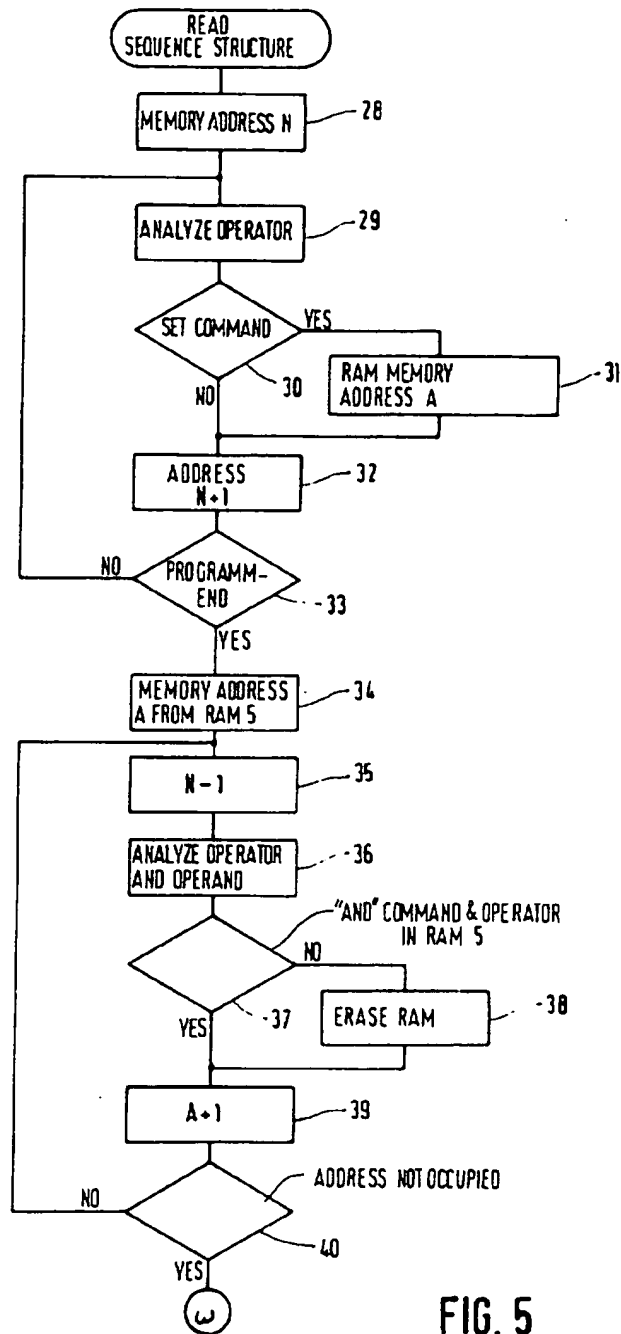 READ
SEQUENCE STRUCTURE
MEMORY ADDRESS N
28
ANALYZE OPERATOR
29
SET COMMAND
YES
30
NO
RAM MEMORY
ADDRESS A
31
ADDRESS
N+1
32
NO
PROGRAMM-
END
33
YES
MEMORY ADDRESS
A FROM RAM 5
34
N-1
35
ANALYZE OPERATOR
AND OPERAND
36
"AND" COMMAND & OPERATOR
IN RAM 5
NO
37
YES
ERASE RAM
38
A+1
39
ADDRESS NOT OCCUPIED
NO
40
YES
ω
FIG. 5